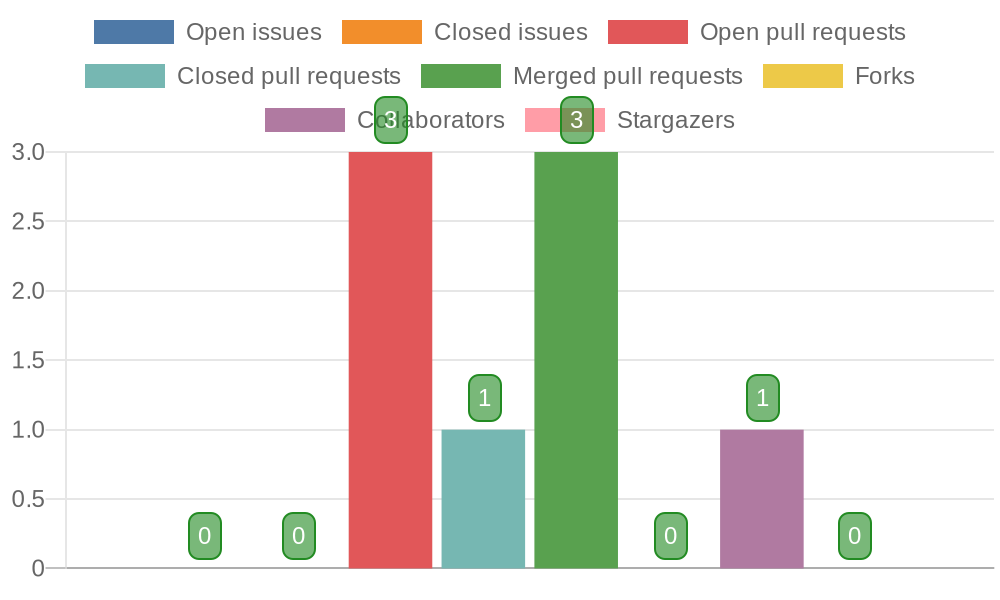 Open issues Closed issues Open pull requests
Closed pull requests Merged pull requests Forks
Collaborators Stargazers
3 3
3.0
2.5
2.0
1.5
1 1
1.0
0.5
0 0 0 0
0